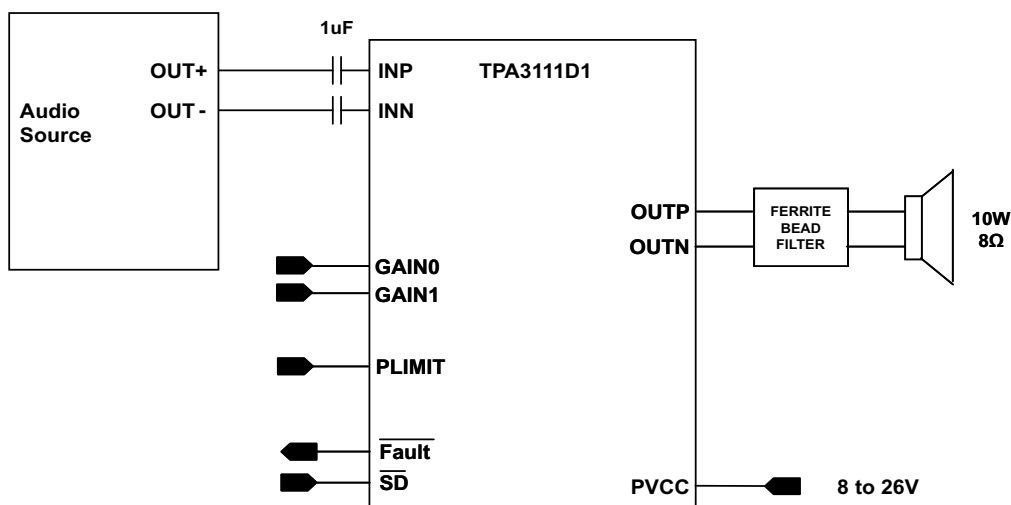 1uF
OUT+
INP
TPA3111D1
Audio
Source
OUT -
INN
OUTP
FERRITE
BEAD
FILTER
10W
8Ω
OUTN
GAIN0
GAIN1
PLIMIT
Fault
SD
PVCC
8 to 26V